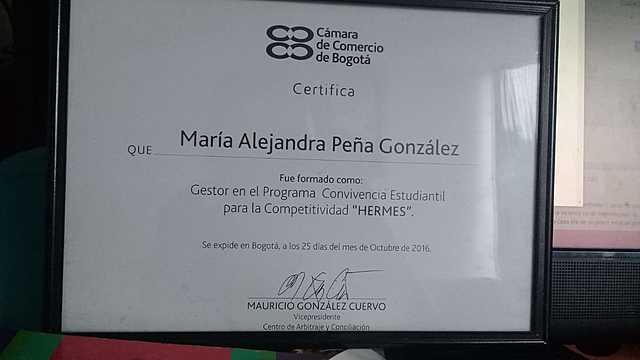 Cámara
de Comercio
de Bogotá
Certifica
QUE María Alejandra Peña González
Fue formado como:
Gestor en el Programa Convivencia Estudiantil
para la Competitividad "HERMES".
Se expide en Bogotá, a los 25 días del mes de Octubre de 2016.
MAURICIO GONZÁLEZ CUERVO
Vicepresidente
Centro de Arbitraje y Conciliación